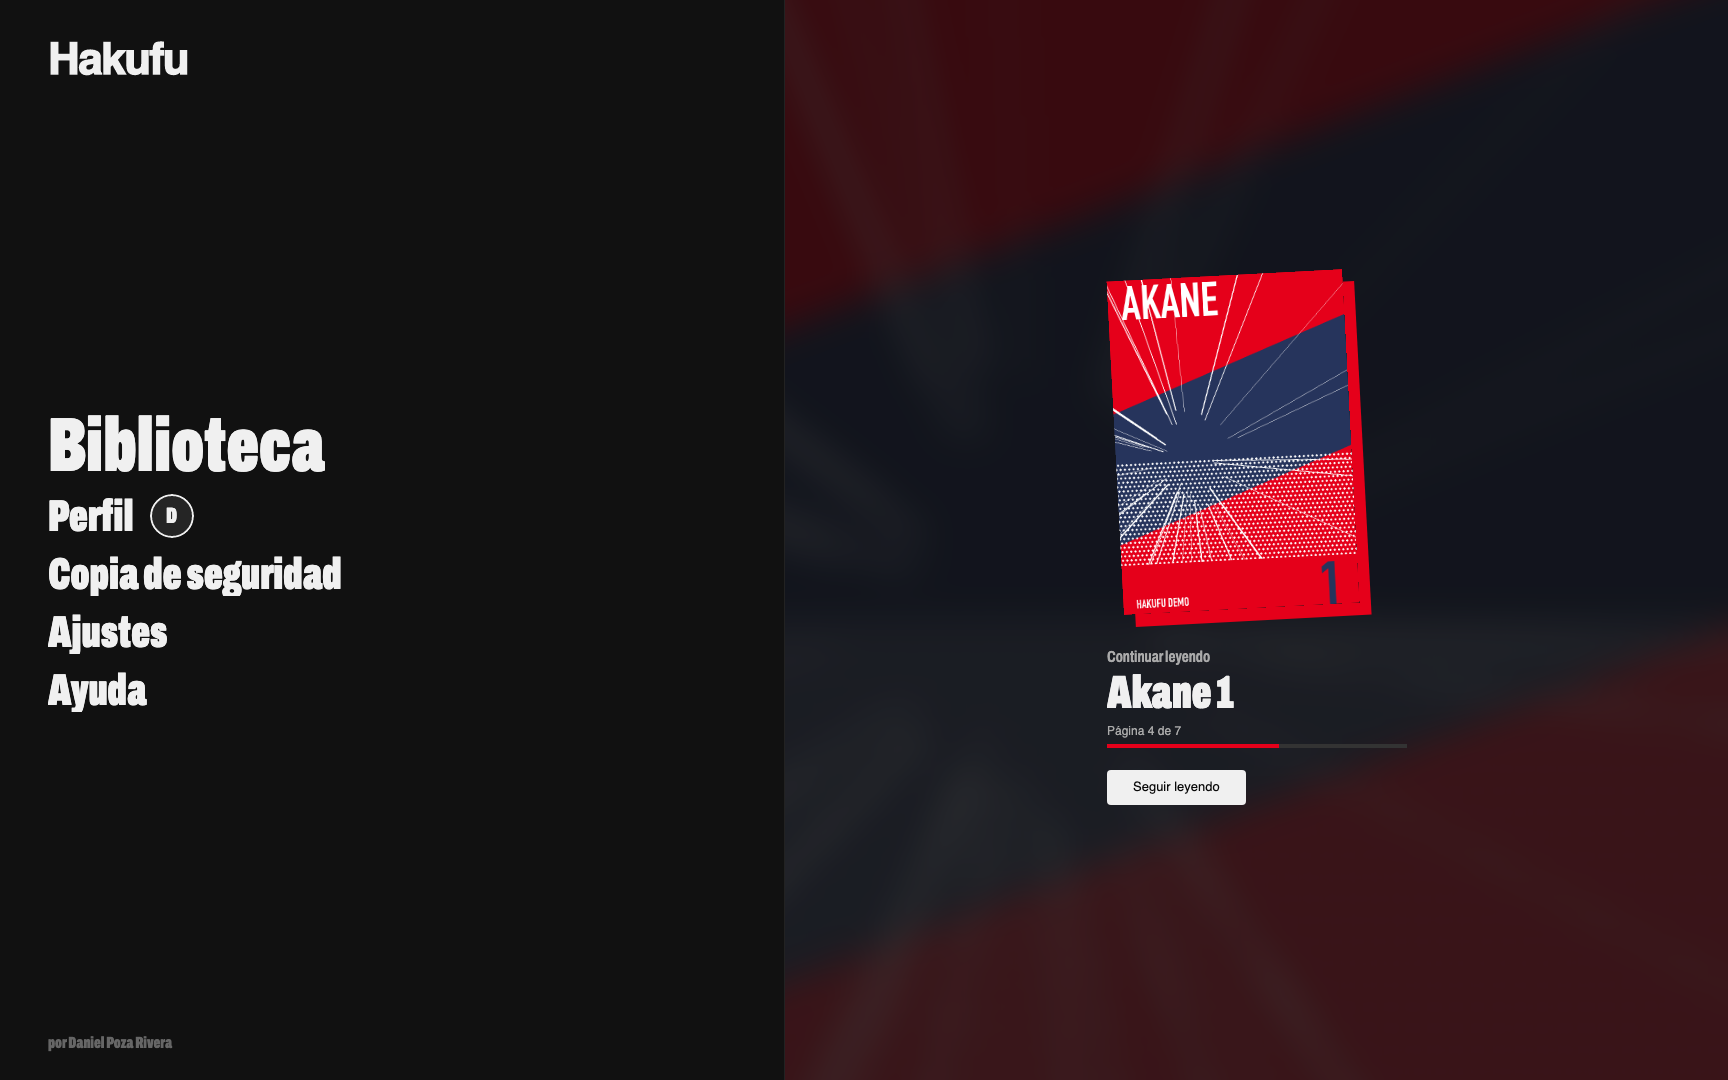 Hakufu
Biblioteca
Perfil D
Copia de seguridad
Ajustes
Ayuda
por Daniel Poza Rivera
AKANE
HAKUFU DEMO
1
Continuar leyendo
Akane 1
Página 4 de 7
Seguir leyendo